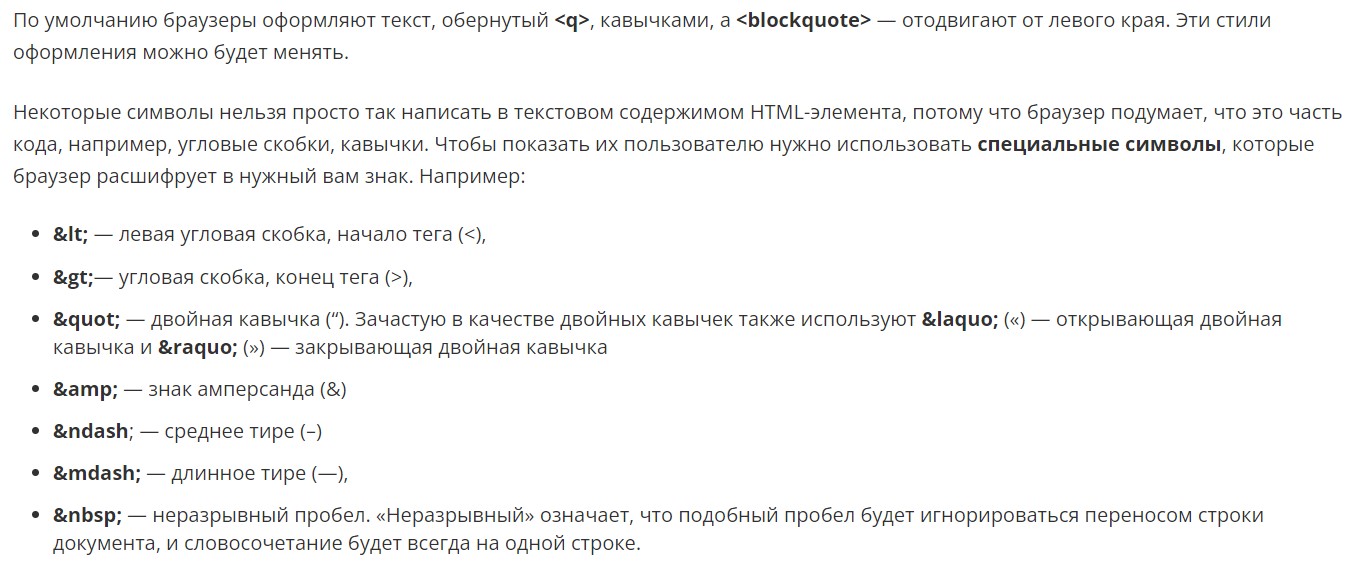 По умолчанию браузеры оформляют текст, обернутый <q>, кавычками, а <blockquote> — отодвигают от левого края. Эти стили
оформления можно будет менять.
Некоторые символы нельзя просто так написать в текстовом содержимом HTML-элемента, потому что браузер подумает, что это часть
кода, например, угловые скобки, кавычки. Чтобы показать их пользователю нужно использовать специальные символы, которые
браузер расшифрует в нужный вам знак. Например:
• &lt; — левая угловая скобка, начало тега (<),
• &gt;— угловая скобка, конец тега (>),
• &quot; — двойная кавычка (“). Зачастую в качестве двойных кавычек также используют &laquo; («) — открывающая двойная
кавычка и &raquo; (») — закрывающая двойная кавычка
• &amp; — знак амперсанда (&)
• &ndash; — среднее тире (–)
• &mdash; — длинное тире (—),
• &nbsp; — неразрывный пробел. «Неразрывный» означает, что подобный пробел будет игнорироваться переносом строки
документа, и словосочетание будет всегда на одной строке.